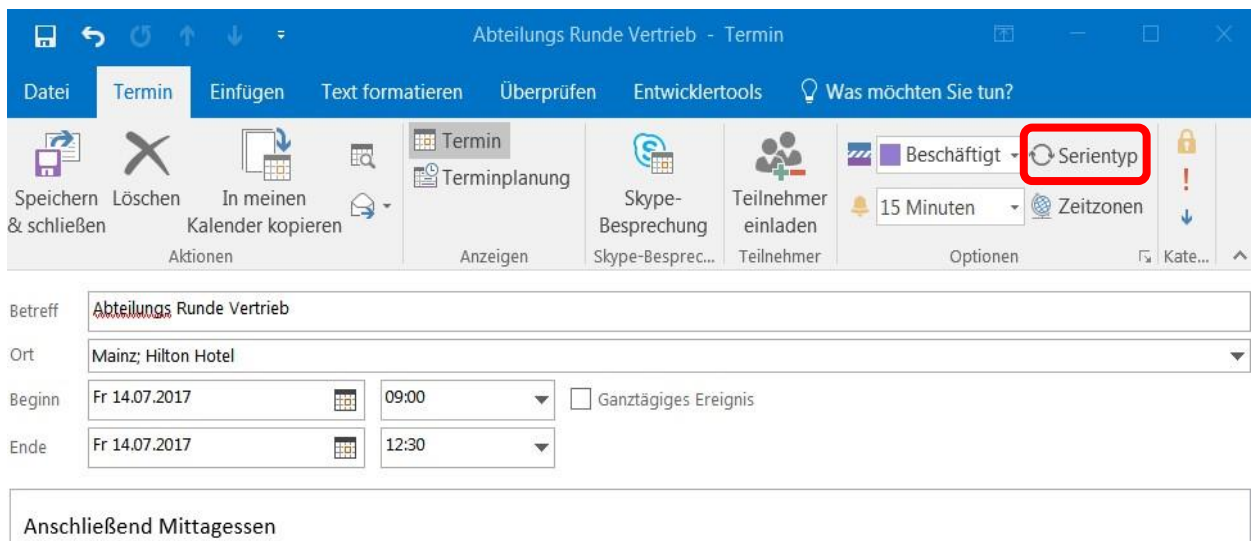 Abteilungs Runde Vertrieb - Termin
Datei Termin Einfügen Text formatieren Überprüfen Entwicklertools Was möchten Sie tun?
Speichern
& schließen
Löschen
In meinen
Kalender kopieren
Aktionen
Termin
Terminplanung
Anzeigen
Skype-
Besprechung
Skype-Besprec...
Teilnehmer
einladen
Teilnehmer
Beschäftigt
Serientyp
15 Minuten
Zeitzonen
Optionen
Kate...
Betreff Abteilungs Runde Vertrieb
Ort Mainz; Hilton Hotel
Beginn Fr 14.07.2017 09:00 Ganztägiges Ereignis
Ende Fr 14.07.2017 12:30
Anschließend Mittagessen